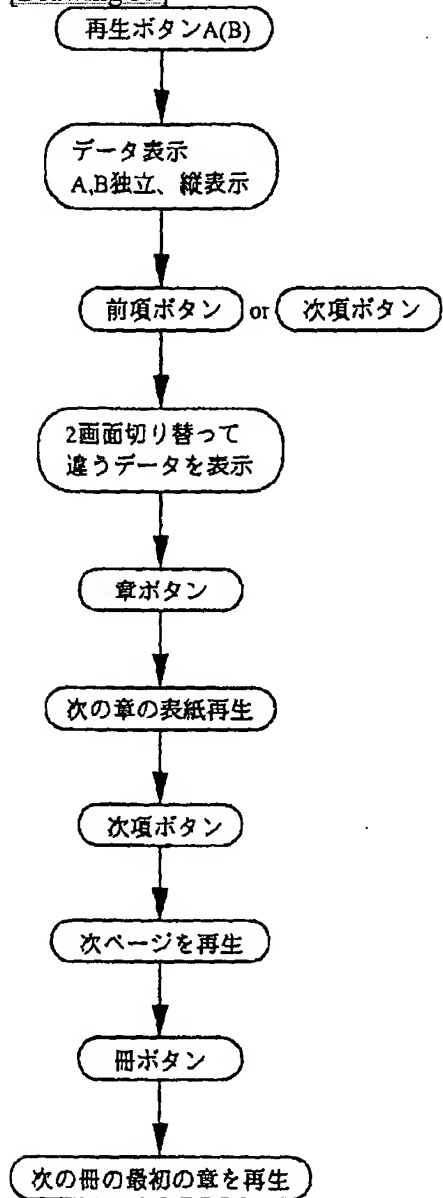 再生ボタンA(B)
データ表示
A,B独立、縦表示
前項ボタン or 次項ボタン
2画面切り替って
違うデータを表示
章ボタン
次の章の表紙再生
次項ボタン
次ページを再生
冊ボタン
次の冊の最初の章を再生